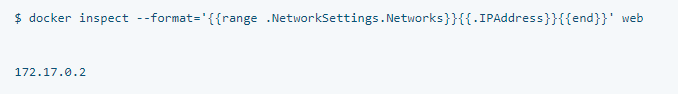 $ docker inspect --format='{{range .NetworkSettings.Networks}}{{.IPAddress}}{{end}}' web
172.17.0.2